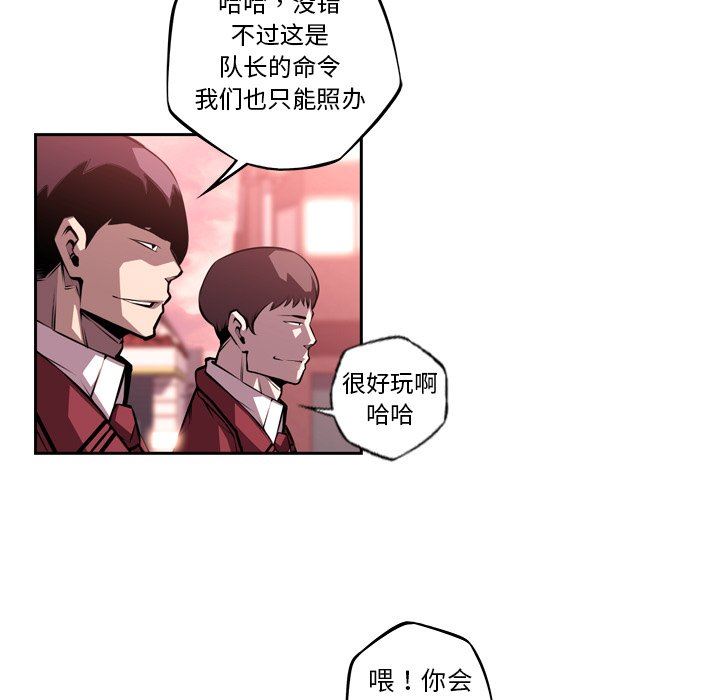 哈哈，没错
不过这是
队长的命令
我们也只能照办
很好玩啊
哈哈
喂！你会